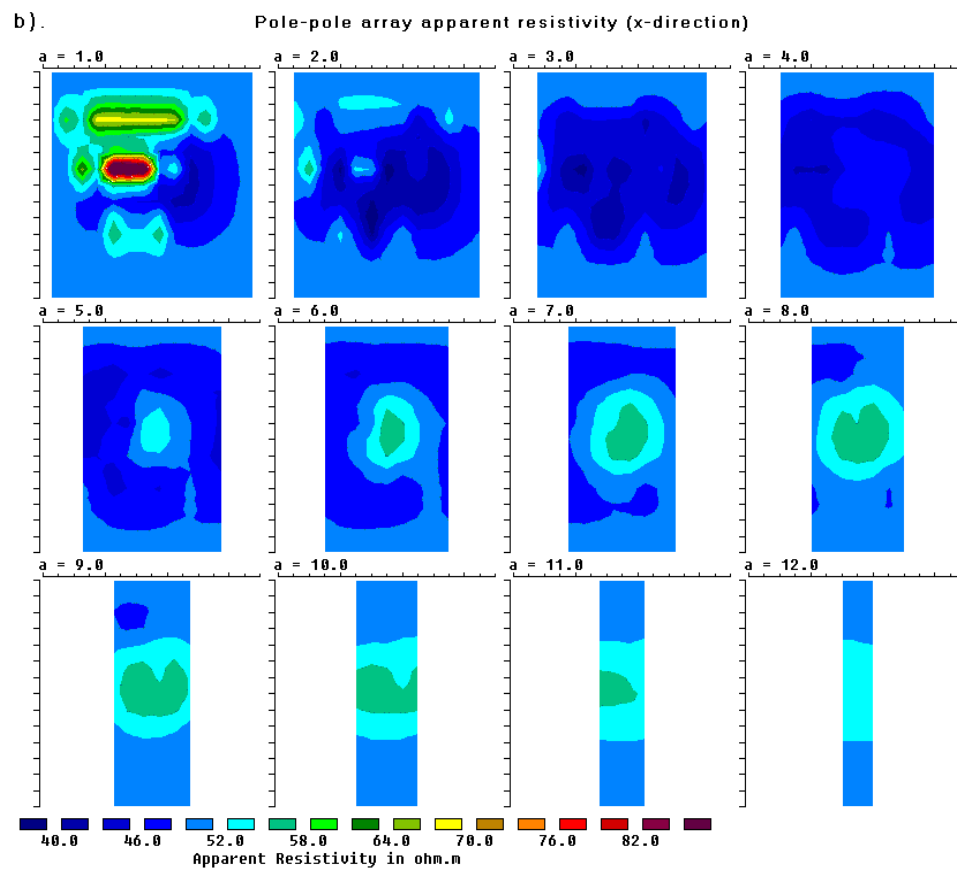 b).
Pole-pole array apparent resistivity (x-direction)
a = 1.0 a = 2.0 a = 3.0 a = 4.0
a = 5.0 a = 6.0 a = 7.0 a = 8.0
a = 9.0 a = 10.0 a = 11.0 a = 12.0
40.0 46.0 52.0 58.0 64.0 70.0 76.0 82.0
Apparent Resistivity in ohm.m